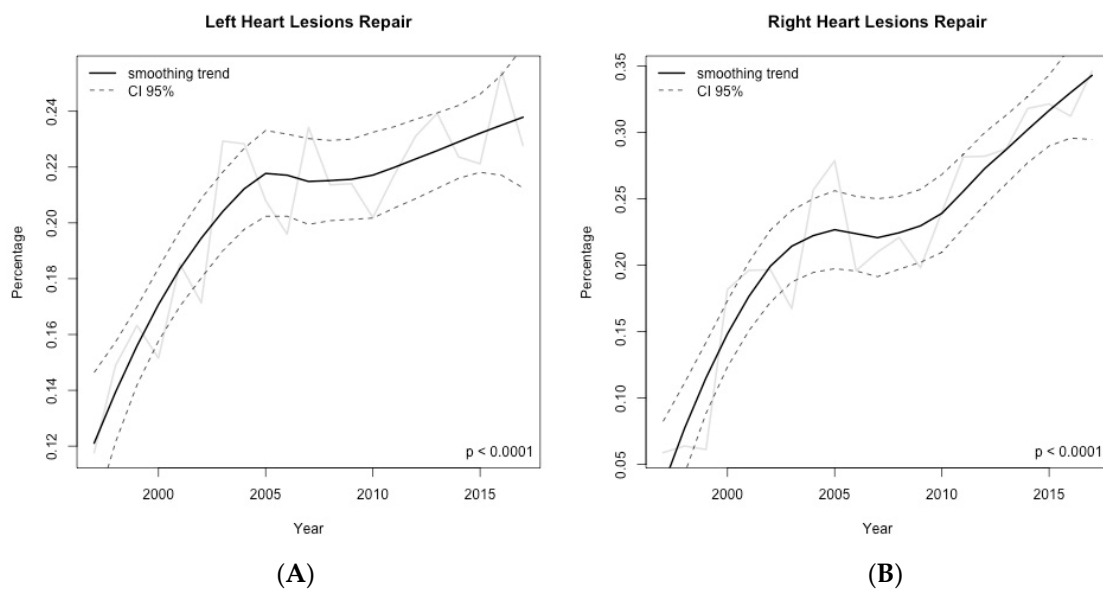 Left Heart Lesions Repair
smoothing trend
CI 95%
0.24
0.22
0.20
0.18
0.16
0.14
0.12
Percentage
p < 0.0001
2000 2005 2010 2015
Year
(A)
Right Heart Lesions Repair
smoothing trend
CI 95%
0.35
0.30
0.25
0.20
0.15
0.10
0.05
Percentage
p < 0.0001
2000 2005 2010 2015
Year
(B)